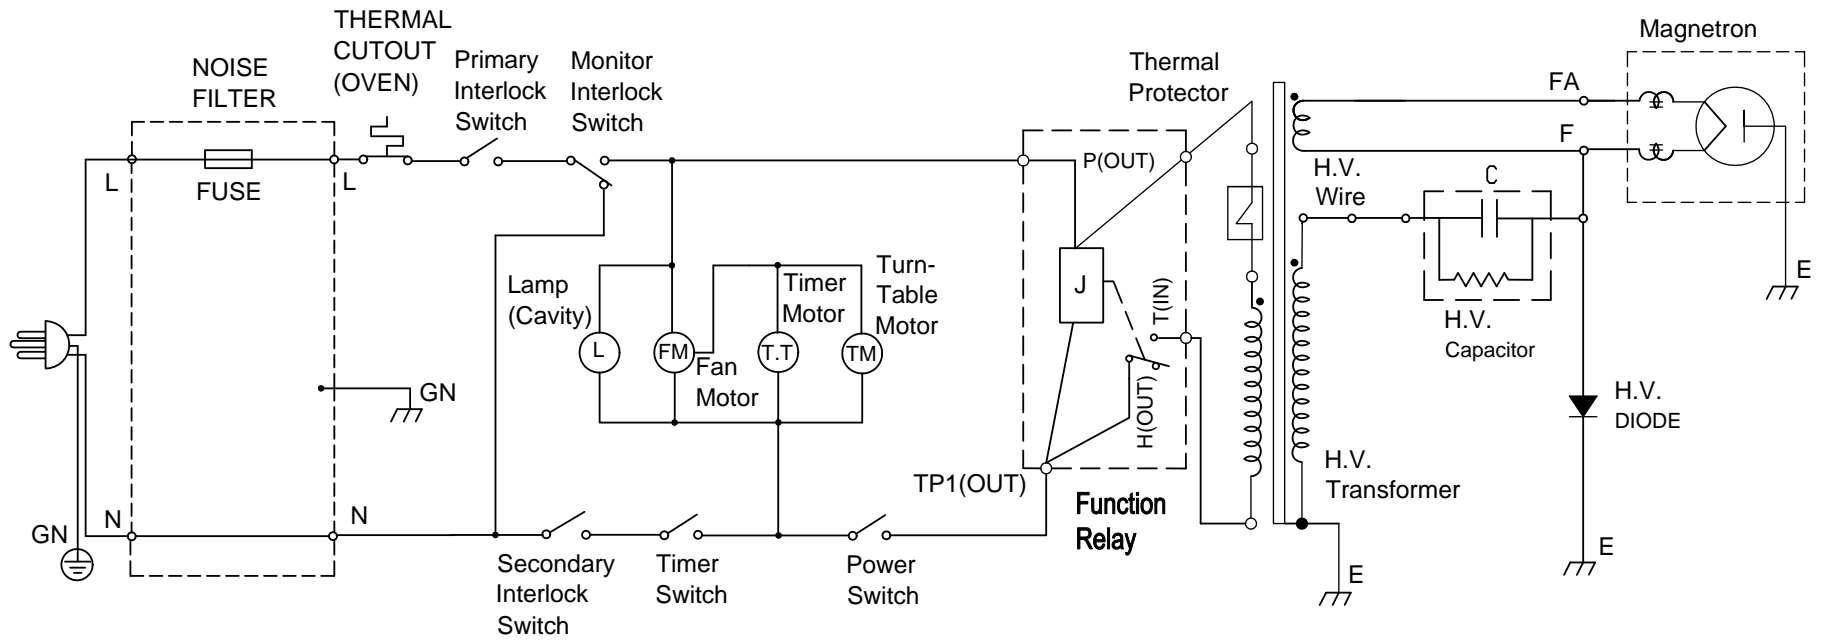 THERMAL
CUTOUT
(OVEN)
NOISE
FILTER
Primary
Interlock
Switch
Monitor
Interlock
Switch
Thermal
Protector
Magnetron
FA
F
L
FUSE
L
P(OUT)
H.V.
Wire
C
E
Lamp
(Cavity)
Timer
Motor
Turn-
Table
Motor
J
T(IN)
H.V.
Capacitor
L
FM
T.T
TM
Fan
Motor
GN
H(OUT)
H.V.
DIODE
TP1(OUT)
Function
Relay
H.V.
Transformer
GN
N
N
Secondary
Interlock
Switch
Timer
Switch
Power
Switch
E
E